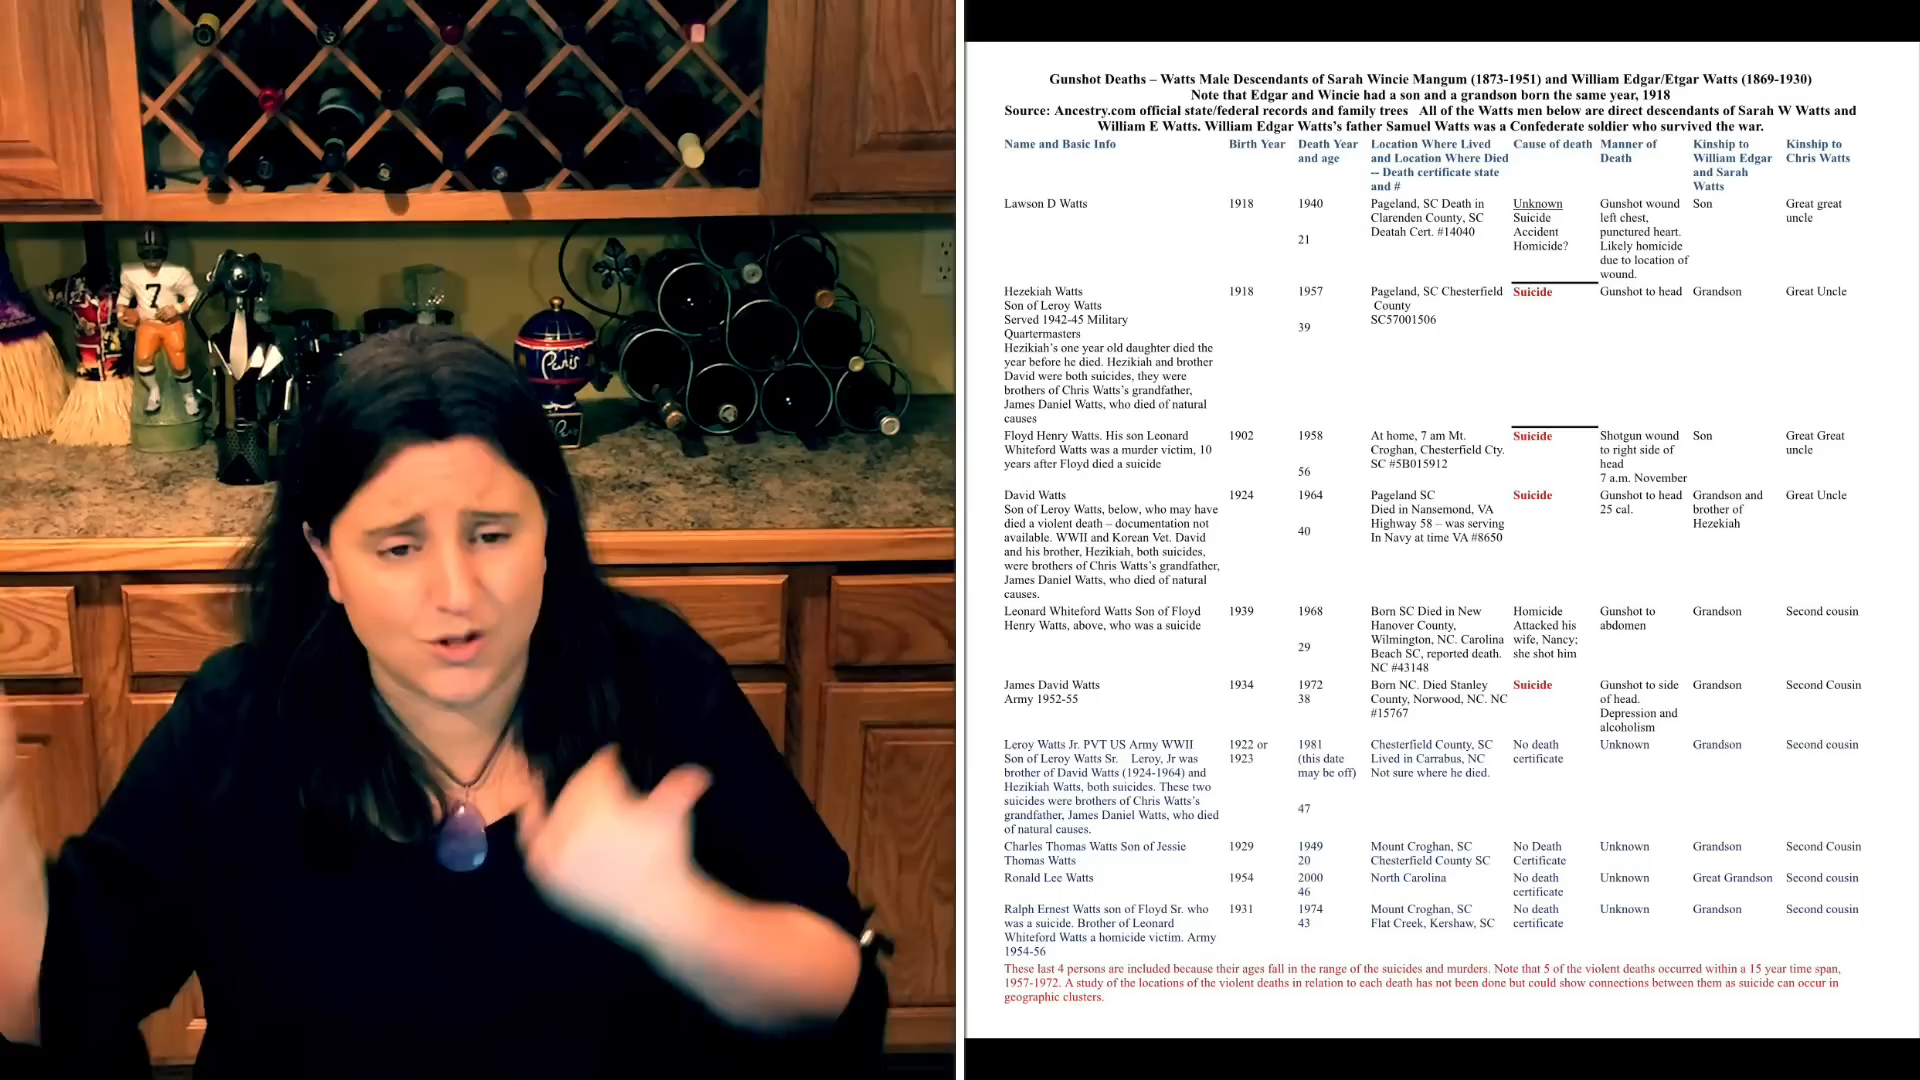 7
Paris
Gunshot Deaths – Watts Male Descendants of Sarah Wincie Mangum (1873-1951) and William Edgar/Etgar Watts (1869-1930)
Note that Edgar and Wincie had a son and a grandson born the same year, 1918
Source: Ancestry.com official state/federal records and family trees All of the Watts men below are direct descendants of Sarah W Watts and
William E Watts. William Edgar Watts's father Samuel Watts was a Confederate soldier who survived the war.
Name and Basic Info
Birth Year
Death Year
and age
Location Where Lived
and Location Where Died
-- Death certificate state
and #
Cause of death
Manner of
Death
Kinship to
William Edgar
and Sarah
Watts
Kinship to
Chris Watts
Lawson D Watts
1918
1940
21
Pageland, SC Death in
Clarenden County, SC
Deatah Cert. #14040
Unknown
Suicide
Accident
Homicide?
Gunshot wound
left chest,
punctured heart.
Likely homicide
due to location of
wound.
Son
Great great
uncle
Hezekiah Watts
Son of Leroy Watts
Served 1942-45 Military
Quartermasters
Hezikiah's one year old daughter died the
year before he died. Hezikiah and brother
David were both suicides, they were
brothers of Chris Watts's grandfather,
James Daniel Watts, who died of natural
causes
1918
1957
39
Pageland, SC Chesterfield
County
SC57001506
Suicide
Gunshot to head
Grandson
Great Uncle
Floyd Henry Watts. His son Leonard
Whiteford Watts was a murder victim, 10
years after Floyd died a suicide
1902
1958
56
At home, 7 am Mt.
Croghan, Chesterfield Cty.
SC #5B015912
Suicide
Shotgun wound
to right side of
head
7 a.m. November
Son
Great Great
uncle
David Watts
Son of Leroy Watts, below, who may have
died a violent death – documentation not
available. WWII and Korean Vet. David
and his brother, Hezikiah, both suicides,
were brothers of Chris Watts's grandfather,
James Daniel Watts, who died of natural
causes.
1924
1964
40
Pageland SC
Died in Nansemond, VA
Highway 58 – was serving
In Navy at time VA #8650
Suicide
Gunshot to head
25 cal.
Grandson and
brother of
Hezekiah
Great Uncle
Leonard Whiteford Watts Son of Floyd
Henry Watts, above, who was a suicide
1939
1968
29
Born SC Died in New
Hanover County,
Wilmington, NC. Carolina
Beach SC, reported death.
NC #43148
Homicide
Attacked his
wife, Nancy;
she shot him
Gunshot to
abdomen
Grandson
Second cousin
James David Watts
Army 1952-55
1934
1972
38
Born NC. Died Stanley
County, Norwood, NC. NC
#15767
Suicide
Gunshot to side
of head.
Depression and
alcoholism
Grandson
Second Cousin
Leroy Watts Jr. PVT US Army WWII
Son of Leroy Watts Sr. Leroy, Jr was
brother of David Watts (1924-1964) and
Hezikiah Watts, both suicides. These two
suicides were brothers of Chris Watts's
grandfather, James Daniel Watts, who died
of natural causes.
1922 or
1923
1981
(this date
may be off)
47
Chesterfield County, SC
Lived in Carrabus, NC
Not sure where he died.
No death
certificate
Unknown
Grandson
Second cousin
Charles Thomas Watts Son of Jessie
Thomas Watts
1929
1949
20
Mount Croghan, SC
Chesterfield County SC
No Death
Certificate
Unknown
Grandson
Second Cousin
Ronald Lee Watts
1954
2000
46
North Carolina
No death
certificate
Unknown
Great Grandson
Second cousin
Ralph Ernest Watts son of Floyd Sr. who
was a suicide. Brother of Leonard
Whiteford Watts a homicide victim. Army
1954-56
1931
1974
43
Mount Croghan, SC
Flat Creek, Kershaw, SC
No death
certificate
Unknown
Grandson
Second cousin
These last 4 persons are included because their ages fall in the range of the suicides and murders. Note that 5 of the violent deaths occurred within a 15 year time span,
1957-1972. A study of the locations of the violent deaths in relation to each death has not been done but could show connections between them as suicide can occur in
geographic clusters.